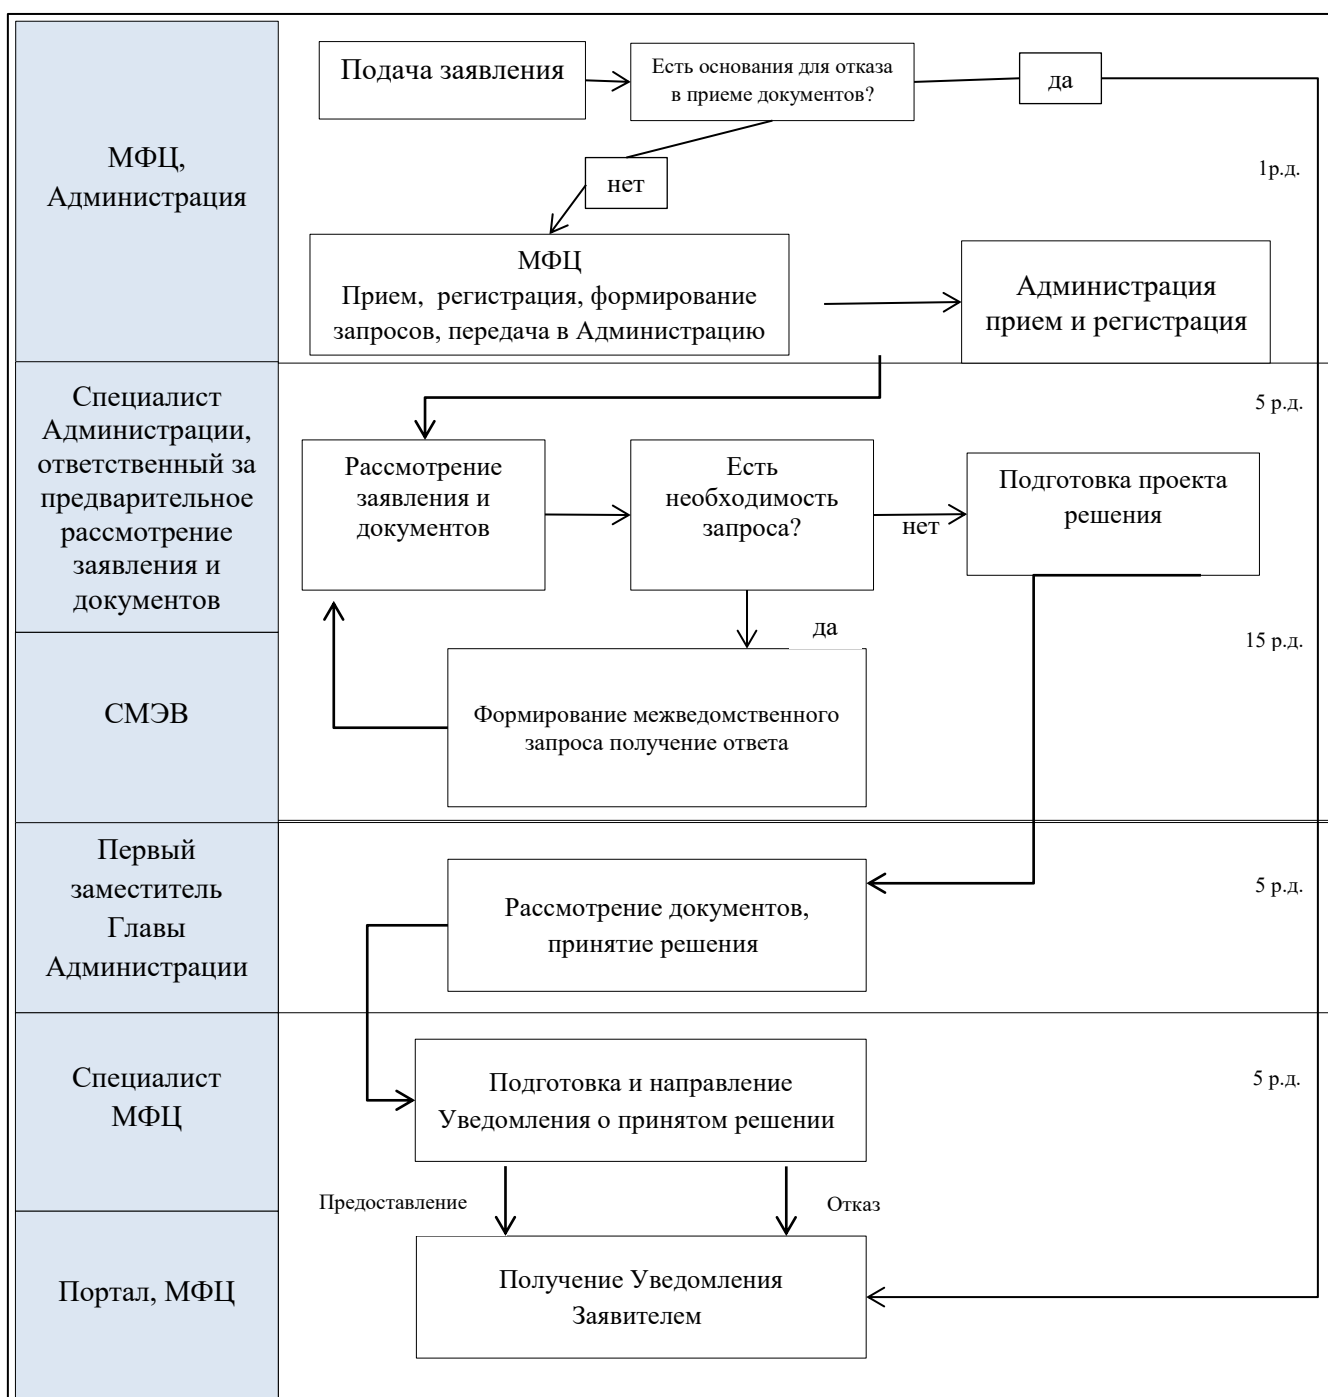 Подача заявления
Есть основания для отказа
в приеме документов?
да
МФЦ,
Администрация
1р.д.
нет
МФЦ
Прием, регистрация, формирование
запросов, передача в Администрацию
Администрация
прием и регистрация
Специалист
Администрации,
ответственный за
предварительное
рассмотрение
заявления и
документов
5 р.д.
Рассмотрение
заявления и
документов
Есть
необходимость
запроса?
нет
Подготовка проекта
решения
да
15 р.д.
СМЭВ
Формирование межведомственного
запроса получение ответа
Первый
заместитель
Главы
Администрации
Рассмотрение документов,
принятие решения
5 р.д.
Специалист
МФЦ
Подготовка и направление
Уведомления о принятом решении
5 р.д.
Предоставление
Отказ
Портал, МФЦ
Получение Уведомления
Заявителем